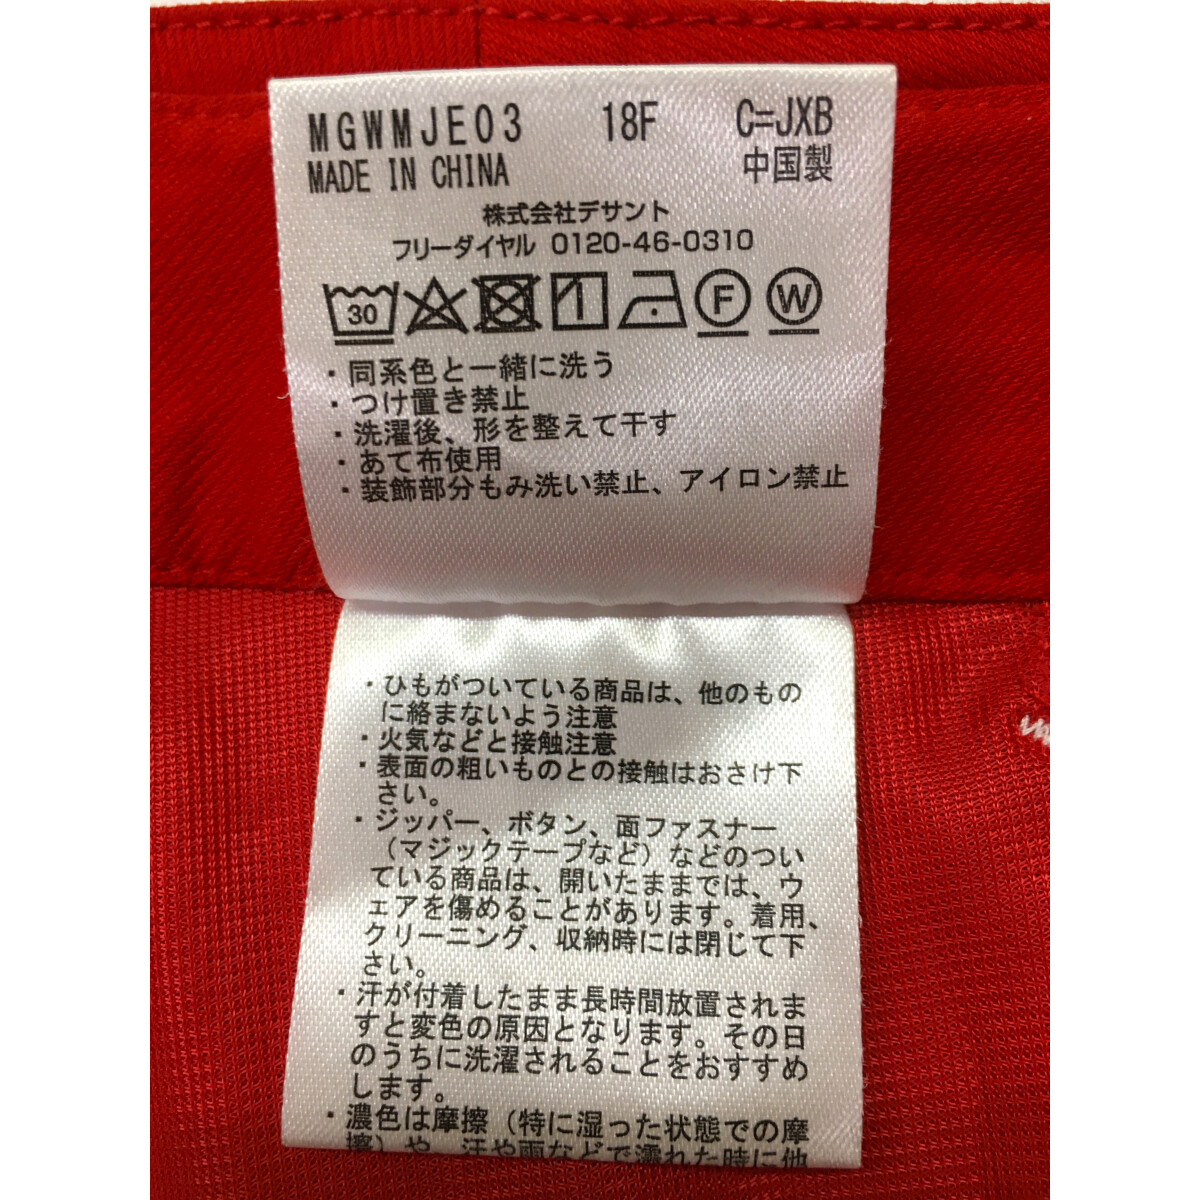 MGWMJE03 18F C=JXB
MADE IN CHINA 中国製
株式会社デサント
フリーダイヤル 0120-46-0310
30 F W
・同系色と一緒に洗う
・つけ置き禁止
・洗濯後、形を整えて干す
・あて布使用
・装飾部分もみ洗い禁止、アイロン禁止
・ひもがついている商品は、他のもの
に絡まないよう注意
・火気などと接触注意
・表面の粗いものとの接触はおさけ下
さい。
・ジッパー、ボタン、面ファスナー
（マジックテープなど）などのつい
ている商品は、開いたままでは、ウ
ェアを傷めることがあります。着用、
クリーニング、収納時には閉じて下
さい。
・汗が付着したまま長時間放置されま
すと変色の原因となります。その日
のうちに洗濯されることをおすすめ
します。
・濃色は摩擦（特に湿った状態での摩
擦）や、汗や雨などで濡れた時に他